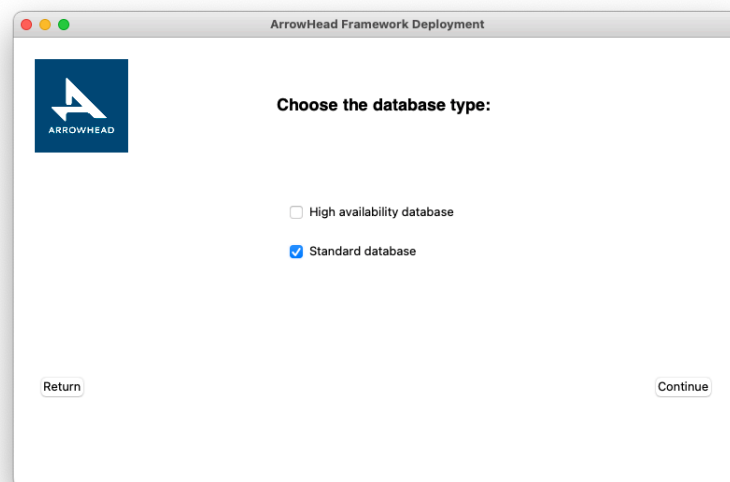 ArrowHead Framework Deployment
ARROWHEAD
Choose the database type:
High availability database
Standard database
Return
Continue